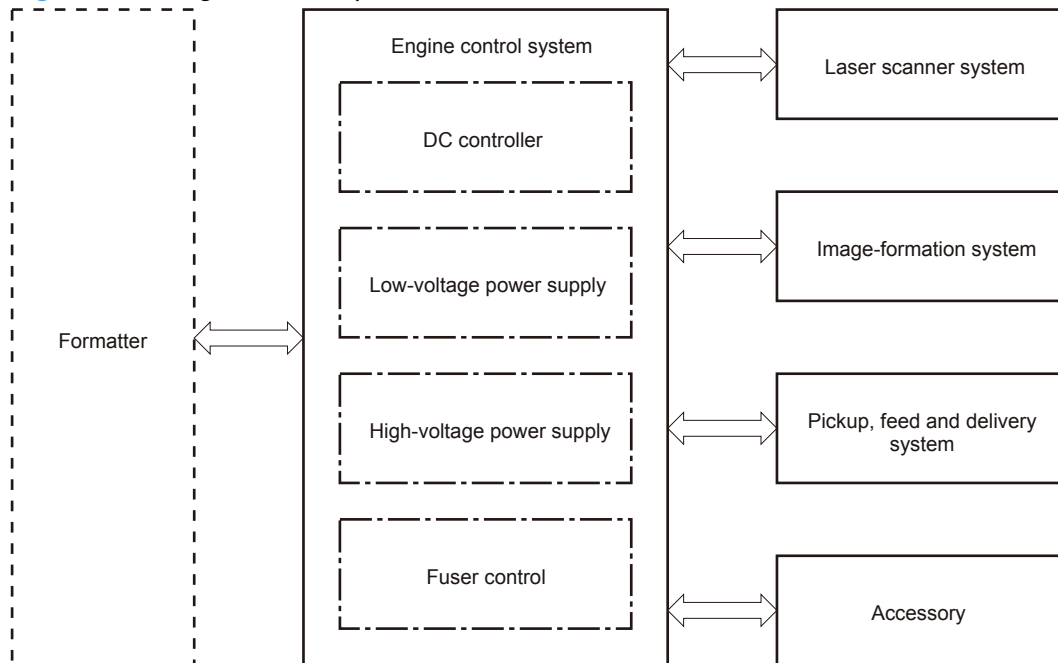 Engine control system
Laser scanner system
DC controller
Image-formation system
Low-voltage power supply
Formatter
High-voltage power supply
Pickup, feed and delivery
system
Fuser control
Accessory